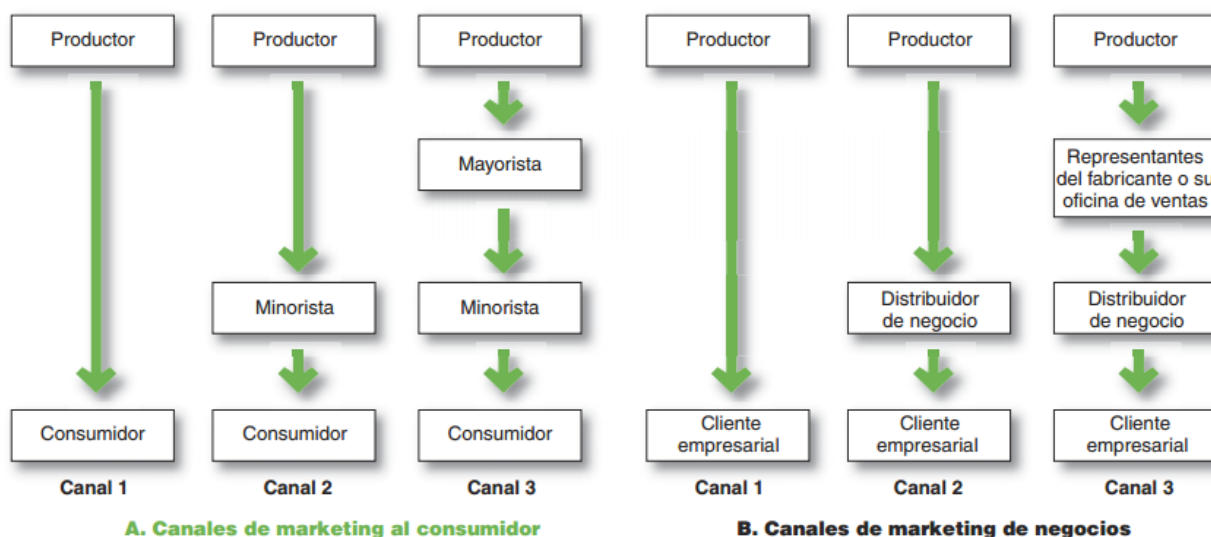 Productor
Productor
Productor
Productor
Productor
Productor
Mayorista
Representantes
del fabricante o su
oficina de ventas
Minorista
Minorista
Distribuidor
de negocio
Distribuidor
de negocio
Consumidor
Consumidor
Consumidor
Cliente
empresarial
Cliente
empresarial
Cliente
empresarial
Canal 1
Canal 2
Canal 3
Canal 1
Canal 2
Canal 3
A. Canales de marketing al consumidor
B. Canales de marketing de negocios